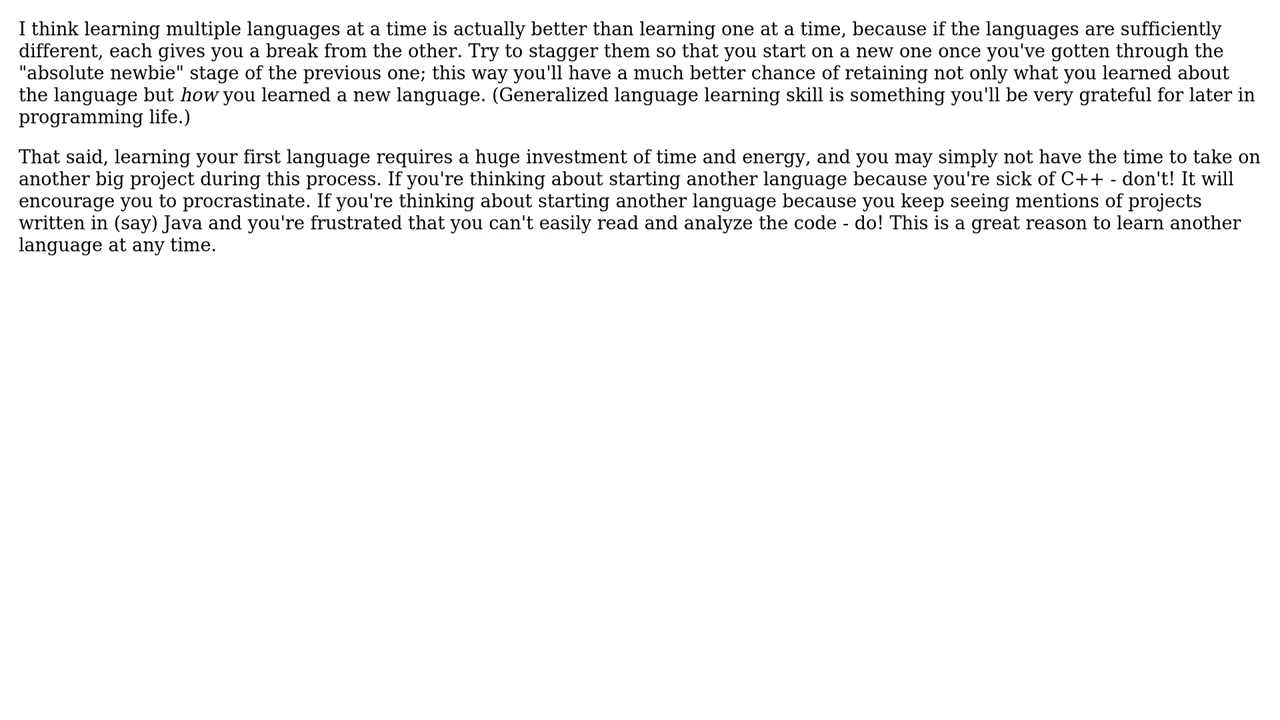 I think learning multiple languages at a time is actually better than learning one at a time, because if the languages are sufficiently
different, each gives you a break from the other. Try to stagger them so that you start on a new one once you've gotten through the
"absolute newbie" stage of the previous one; this way you'll have a much better chance of retaining not only what you learned about
the language but how you learned a new language. (Generalized language learning skill is something you'll be very grateful for later in
programming life.)
That said, learning your first language requires a huge investment of time and energy, and you may simply not have the time to take on
another big project during this process. If you're thinking about starting another language because you're sick of C++ - don't! It will
encourage you to procrastinate. If you're thinking about starting another language because you keep seeing mentions of projects
written in (say) Java and you're frustrated that you can't easily read and analyze the code - do! This is a great reason to learn another
language at any time.